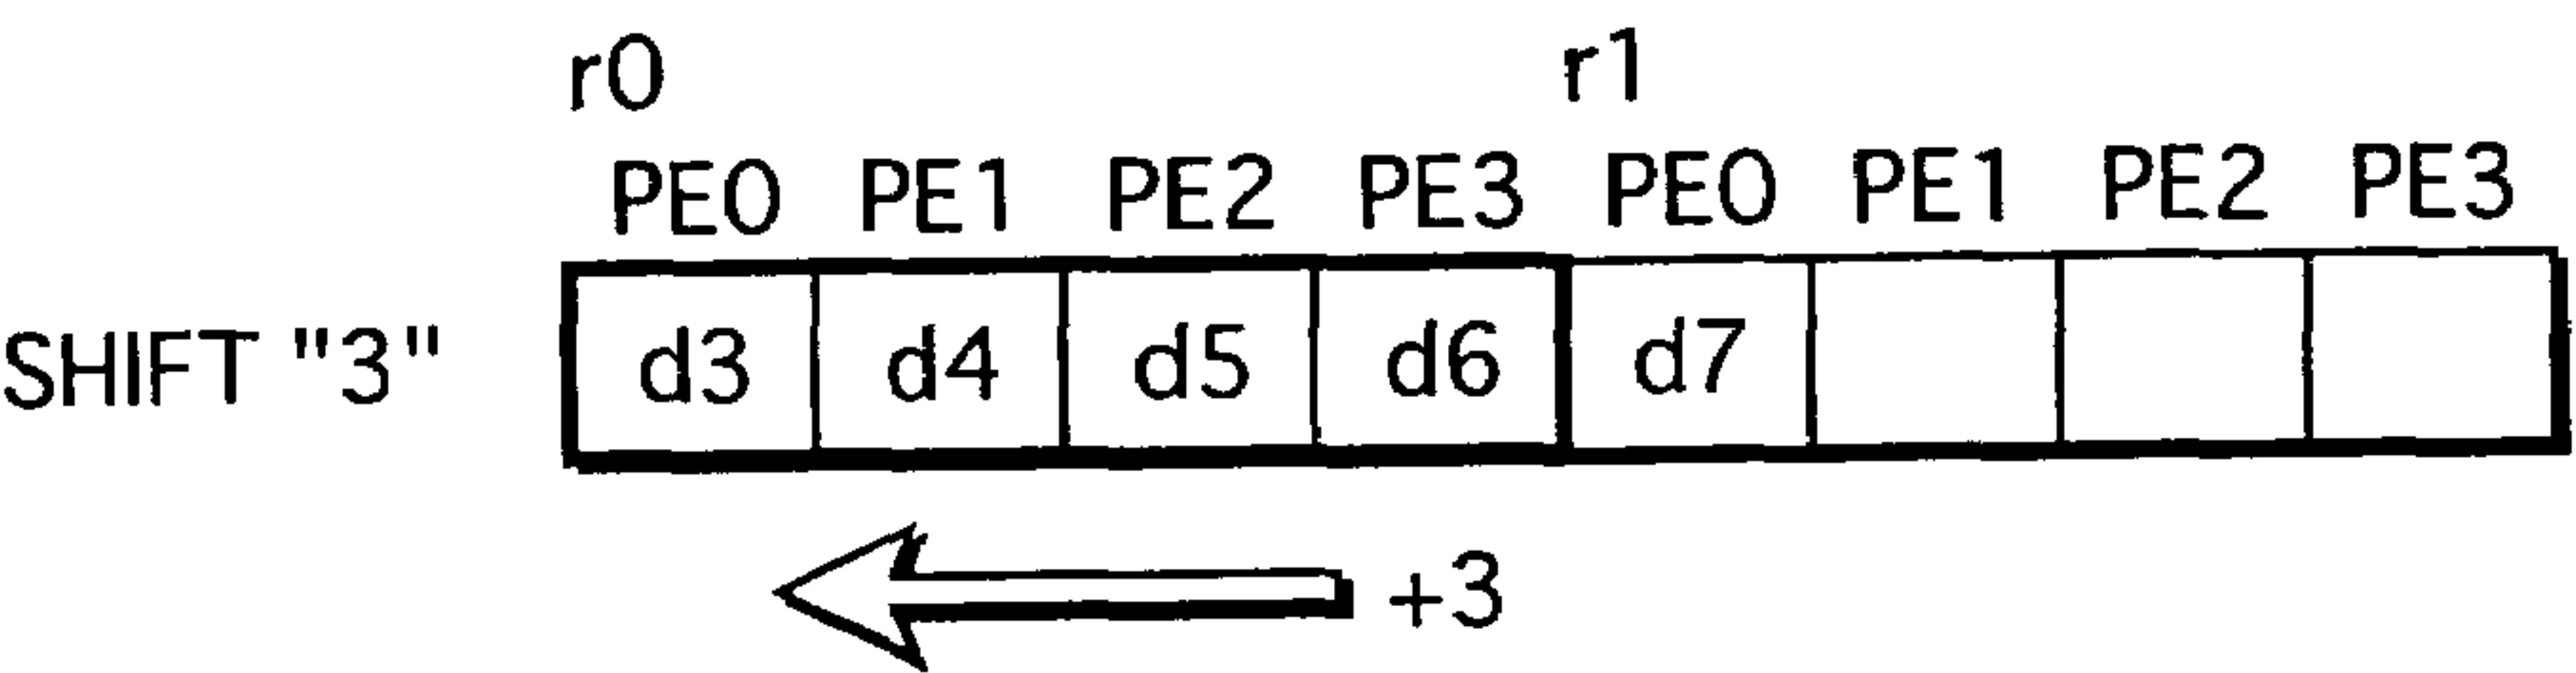 r0 r1
PE0 PE1 PE2 PE3 PE0 PE1 PE2 PE3
SHIFT "3" d3 d4 d5 d6 d7
+3